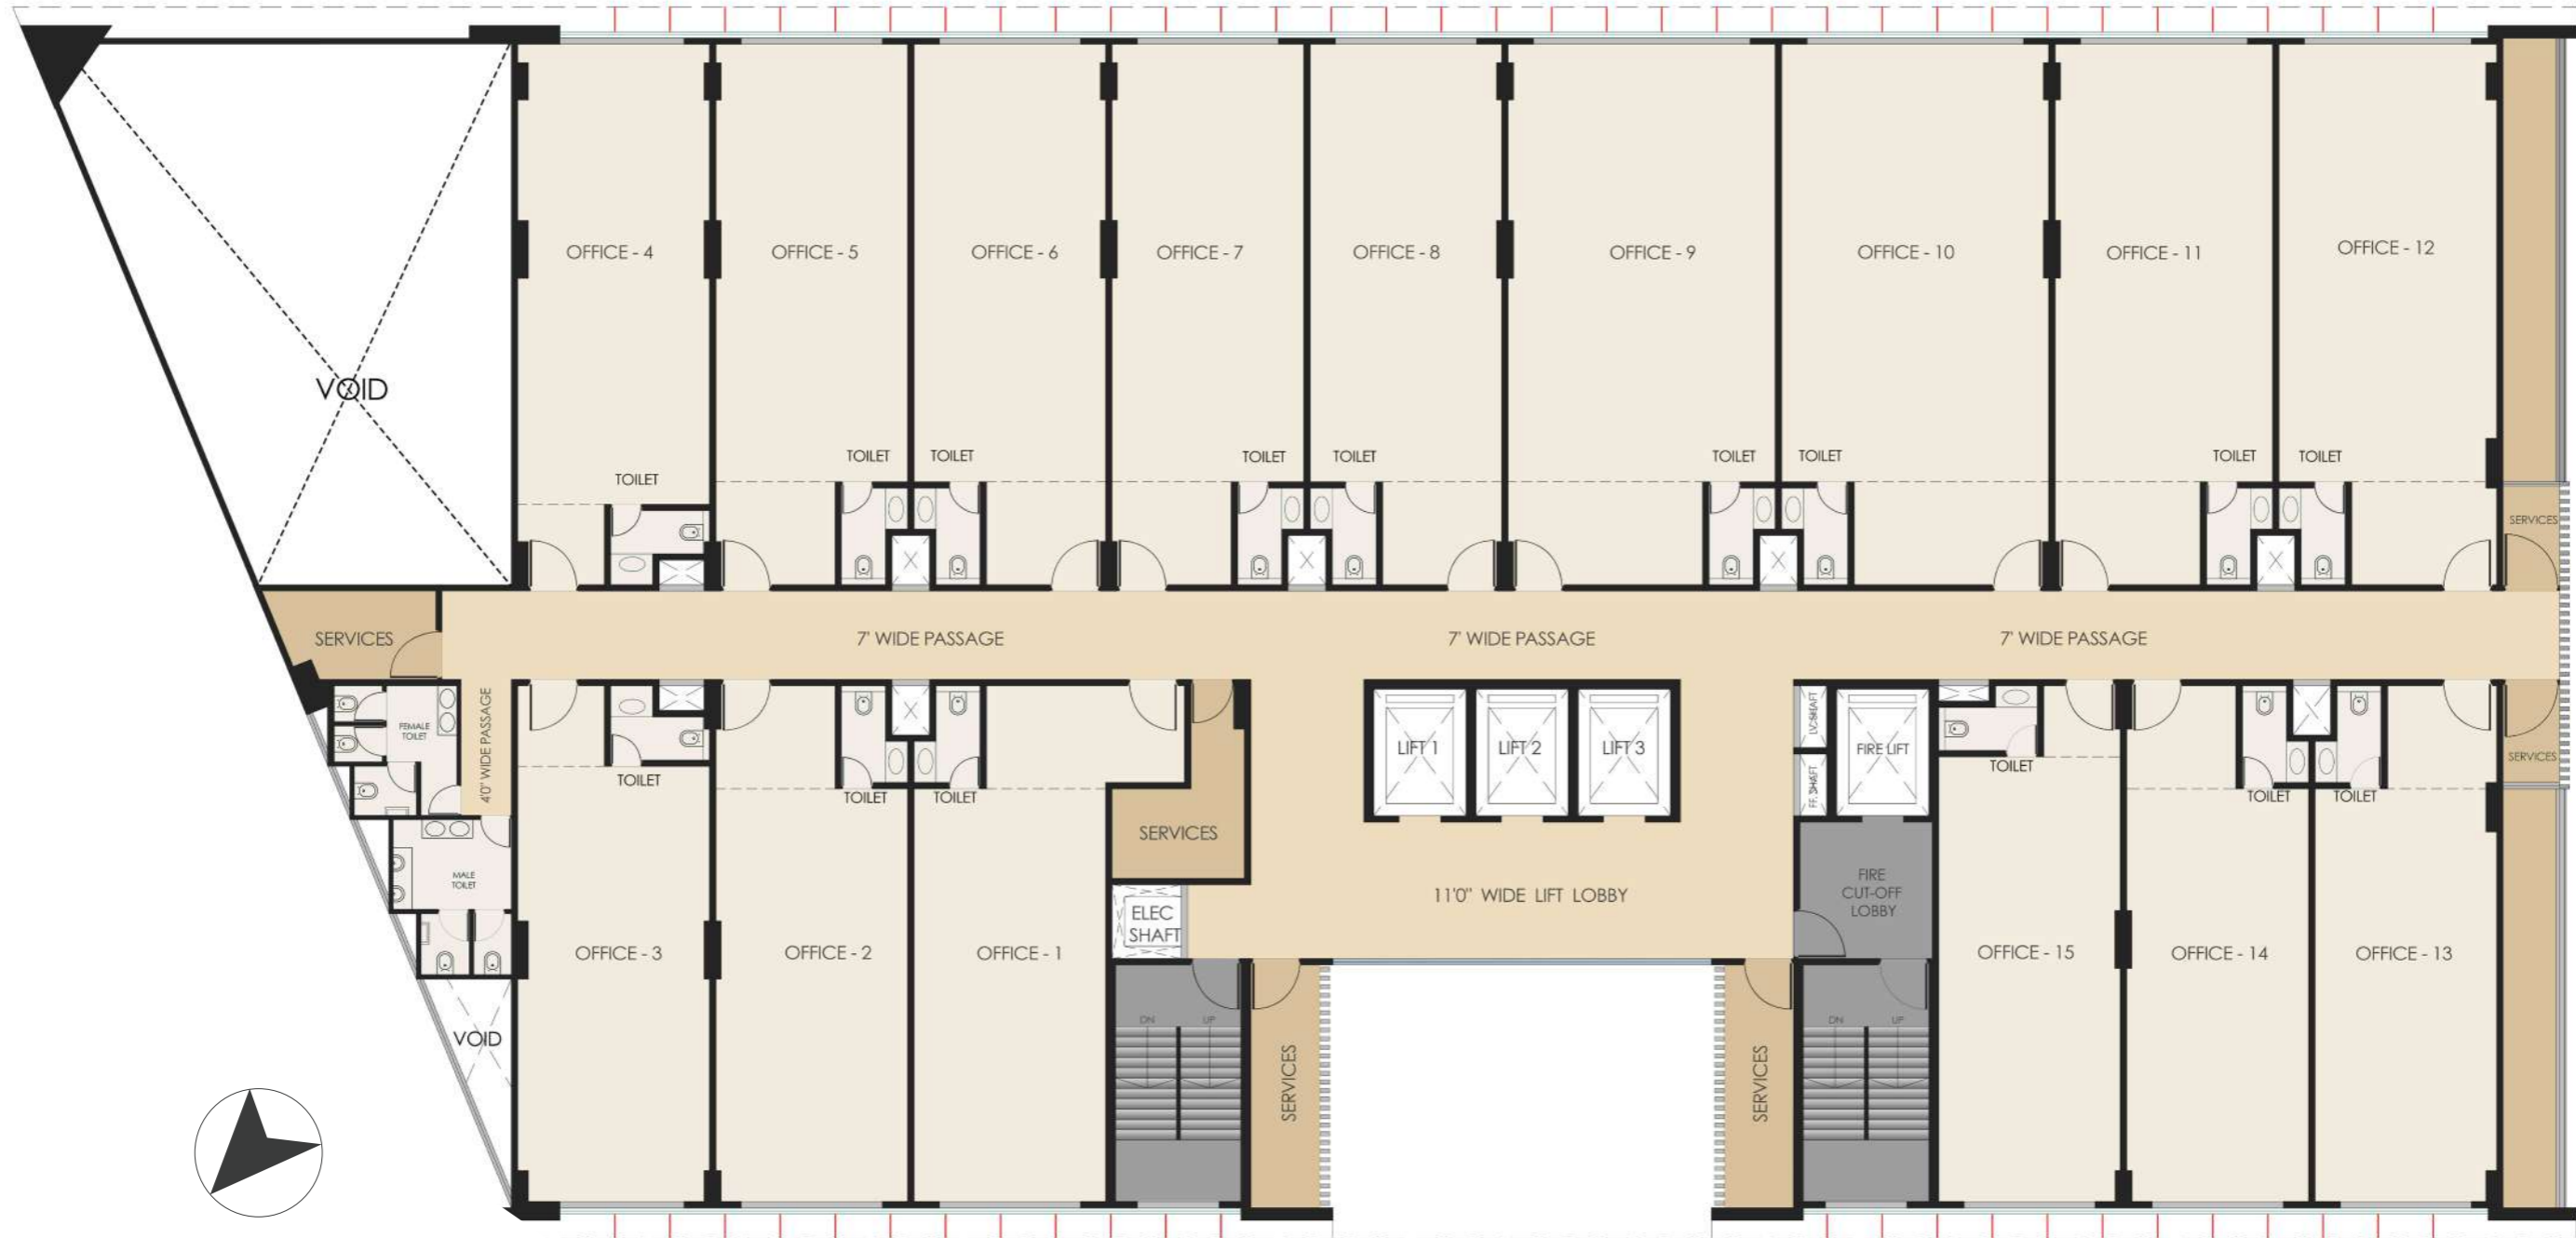 OFFICE - 4
OFFICE - 5
OFFICE - 6
OFFICE - 7
OFFICE - 8
OFFICE - 9
OFFICE - 10
OFFICE - 11
OFFICE - 12
VOID
TOILET
TOILET
TOILET
TOILET
TOILET
TOILET
TOILET
TOILET
TOILET
SERVICES
SERVICES
7' WIDE PASSAGE
7' WIDE PASSAGE
7' WIDE PASSAGE
FEMALE
TOILET
4'0" WIDE PASSAGE
LIFT 1
LIFT 2
LIFT 3
LV.SHAFT
FIRE LIFT
SERVICES
TOILET
TOILET
TOILET
FF. SHAFT
TOILET
TOILET
TOILET
SERVICES
MALE
TOILET
11'0" WIDE LIFT LOBBY
FIRE
CUT-OFF
LOBBY
ELEC
SHAFT
OFFICE - 3
OFFICE - 2
OFFICE - 1
OFFICE - 15
OFFICE - 14
OFFICE - 13
VOID
DN
UP
SERVICES
SERVICES
DN
UP